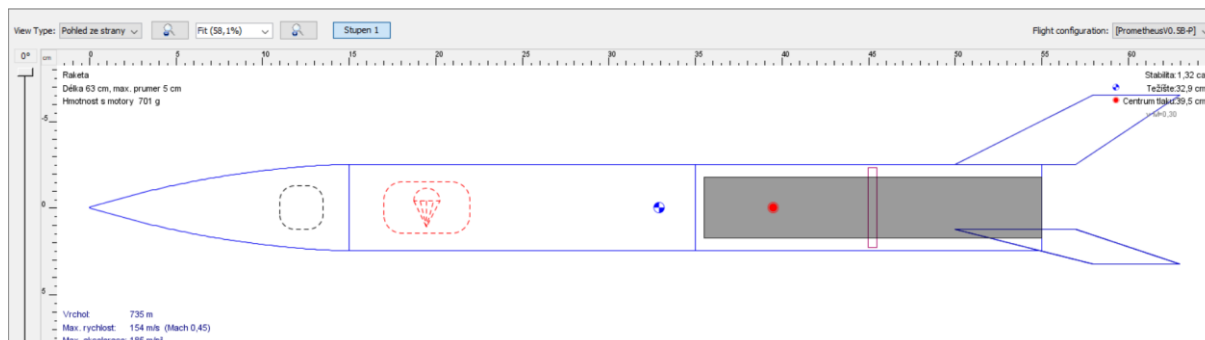 View Type: Pohled ze strany Fit (58,1%) Stupen 1 Flight configuration: [PrometheusV0.5B-P]
0° cm 0 5 10 15 20 25 30 35 40 45 50 55 60
Raketa
Délka 63 cm, max. prumer 5 cm
Hmotnost s motory 701 g
Stabilita:1,32 ca
Težište:32,9 cm
Centrum tlaku:39,5 cm
-5
0
5
Vrchol: 735 m
Max. rychlost: 154 m/s (Mach 0,45)